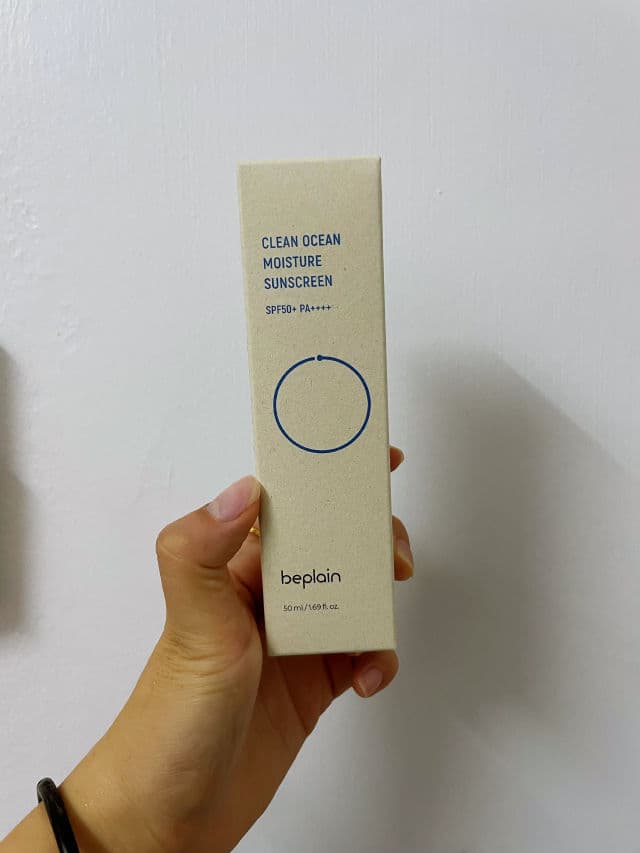 CLEAN OCEAN
MOISTURE
SUNSCREEN
SPF50+ PA++++
beplain
50 ml / 1.69 fl. oz.